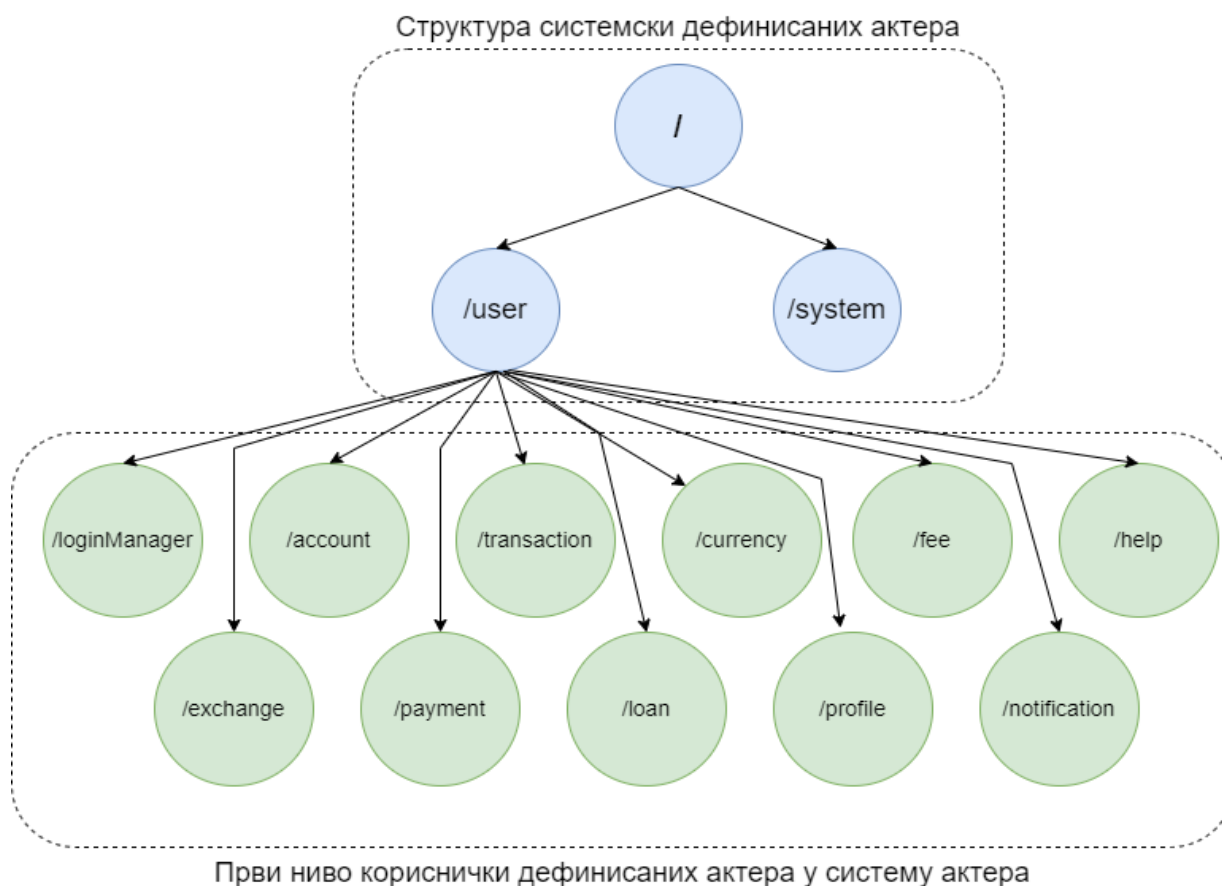 Структура системски дефинисаних актера
/
/user
/system
/loginManager
/account
/transaction
/currency
/fee
/help
/exchange
/payment
/loan
/profile
/notification
Први ниво кориснички дефинисаних актера у систему актера